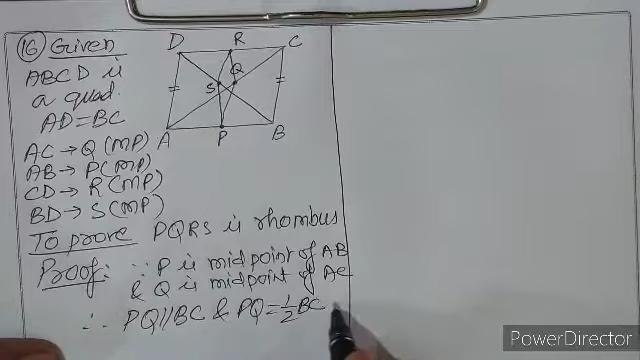 16 Given
ABCD is
a quad.
AD=BC
AC→Q (MP)
AB→ P(MP)
CD→ R(MP)
BD→ S(MP)
To prove PQRS is rhombus
Proof: ∵ P is midpoint of AB
& Q is midpoint of AC
∴ PQ//BC & PQ=1/2 BC
D R C
S Q
A P B
PowerDirector